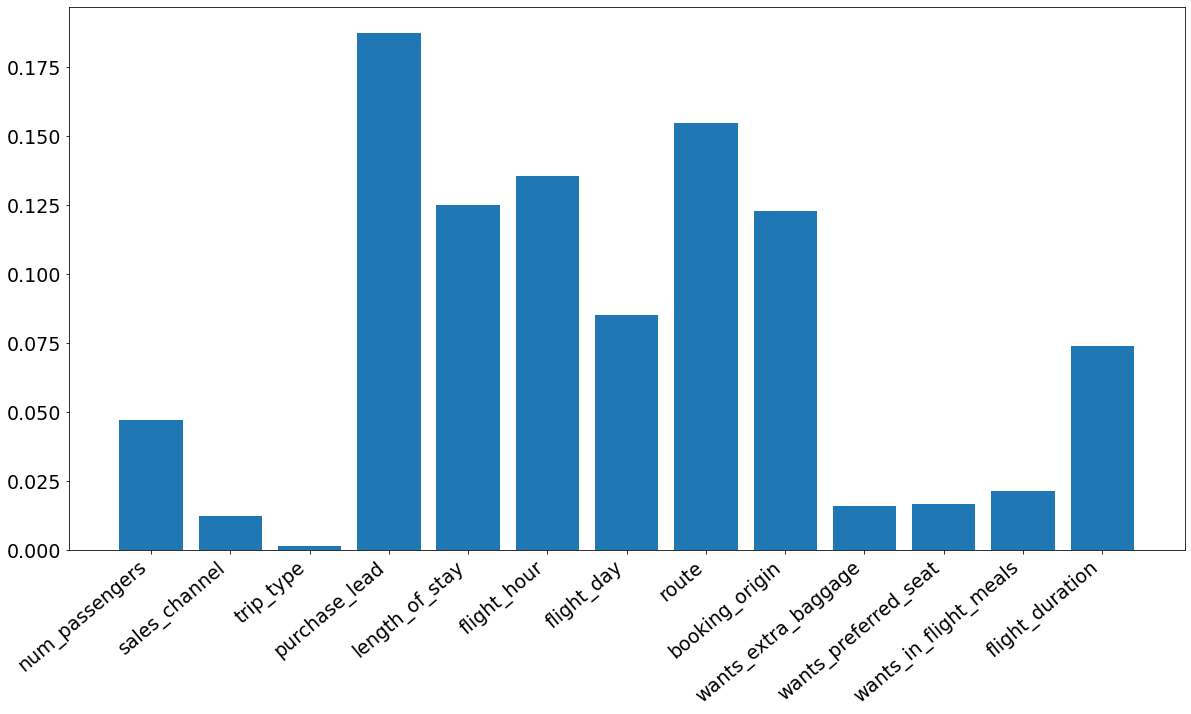 0.175
0.150
0.125
0.100
0.075
0.050
0.025
0.000
num_passengers
sales_channel
trip_type
purchase_lead
length_of_stay
flight_hour
flight_day
route
booking_origin
wants_extra_baggage
wants_preferred_seat
wants_in_flight_meals
flight_duration